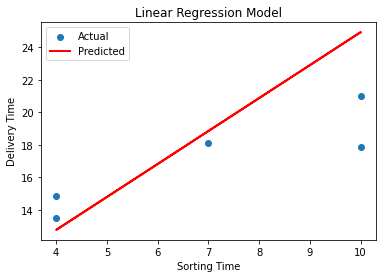 Linear Regression Model
Actual
Predicted
Delivery Time
24
22
20
18
16
14
4 5 6 7 8 9 10
Sorting Time